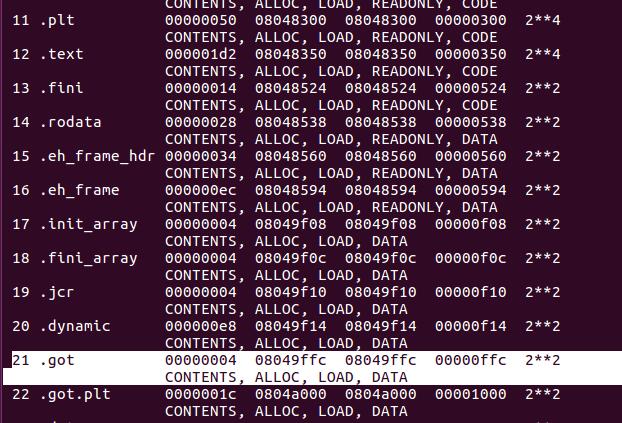 CONTENTS, ALLOC, LOAD, READONLY, CODE
11 .plt 00000050 08048300 08048300 00000300 2**4
CONTENTS, ALLOC, LOAD, READONLY, CODE
12 .text 000001d2 08048350 08048350 00000350 2**4
CONTENTS, ALLOC, LOAD, READONLY, CODE
13 .fini 00000014 08048524 08048524 00000524 2**2
CONTENTS, ALLOC, LOAD, READONLY, CODE
14 .rodata 00000028 08048538 08048538 00000538 2**2
CONTENTS, ALLOC, LOAD, READONLY, DATA
15 .eh_frame_hdr 00000034 08048560 08048560 00000560 2**2
CONTENTS, ALLOC, LOAD, READONLY, DATA
16 .eh_frame 000000ec 08048594 08048594 00000594 2**2
CONTENTS, ALLOC, LOAD, READONLY, DATA
17 .init_array 00000004 08049f08 08049f08 00000f08 2**2
CONTENTS, ALLOC, LOAD, DATA
18 .fini_array 00000004 08049f0c 08049f0c 00000f0c 2**2
CONTENTS, ALLOC, LOAD, DATA
19 .jcr 00000004 08049f10 08049f10 00000f10 2**2
CONTENTS, ALLOC, LOAD, DATA
20 .dynamic 000000e8 08049f14 08049f14 00000f14 2**2
CONTENTS, ALLOC, LOAD, DATA
21 .got 00000004 08049ffc 08049ffc 00000ffc 2**2
CONTENTS, ALLOC, LOAD, DATA
22 .got.plt 0000001c 0804a000 0804a000 00001000 2**2
CONTENTS, ALLOC, LOAD, DATA